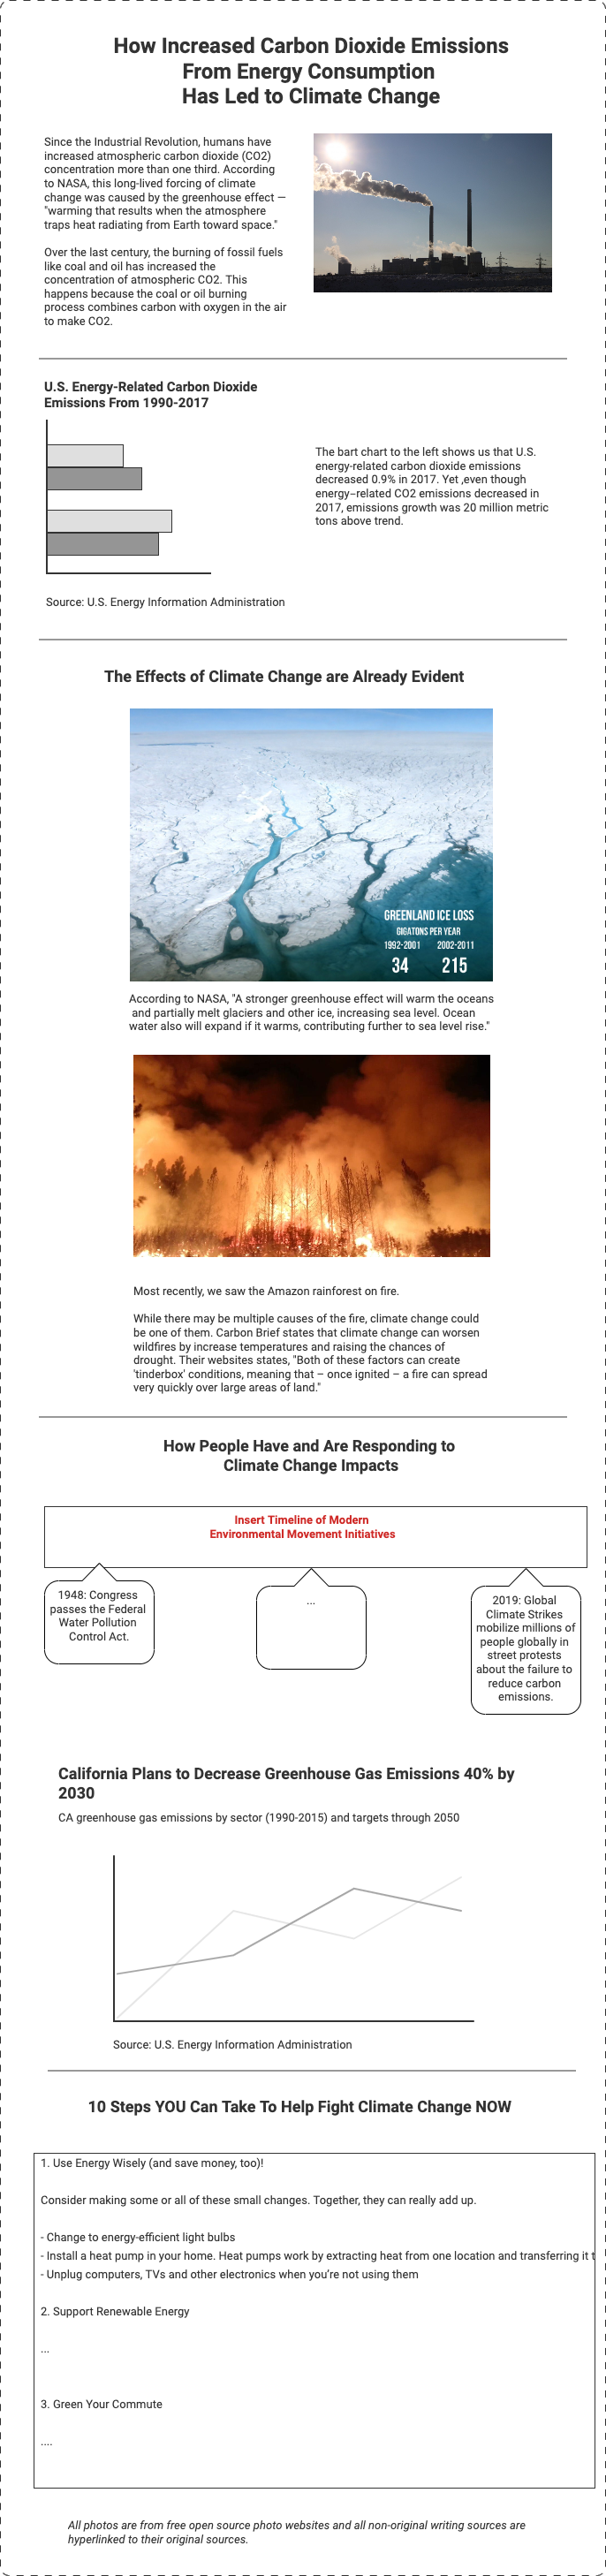 How Increased Carbon Dioxide Emissions
From Energy Consumption
Has Led to Climate Change
Since the Industrial Revolution, humans have
increased atmospheric carbon dioxide (CO2)
concentration more than one third. According
to NASA, this long-lived forcing of climate
change was caused by the greenhouse effect —
"warming that results when the atmosphere
traps heat radiating from Earth toward space."
Over the last century, the burning of fossil fuels
like coal and oil has increased the
concentration of atmospheric CO2. This
happens because the coal or oil burning
process combines carbon with oxygen in the air
to make CO2.
U.S. Energy-Related Carbon Dioxide
Emissions From 1990-2017
The bart chart to the left shows us that U.S.
energy-related carbon dioxide emissions
decreased 0.9% in 2017. Yet ,even though
energy–related CO2 emissions decreased in
2017, emissions growth was 20 million metric
tons above trend.
Source: U.S. Energy Information Administration
The Effects of Climate Change are Already Evident
GREENLAND ICE LOSS
GIGATONS PER YEAR
1992-2001 2002-2011
34 215
According to NASA, "A stronger greenhouse effect will warm the oceans
and partially melt glaciers and other ice, increasing sea level. Ocean
water also will expand if it warms, contributing further to sea level rise."
Most recently, we saw the Amazon rainforest on fire.
While there may be multiple causes of the fire, climate change could
be one of them. Carbon Brief states that climate change can worsen
wildfires by increase temperatures and raising the chances of
drought. Their websites states, "Both of these factors can create
'tinderbox' conditions, meaning that – once ignited – a fire can spread
very quickly over large areas of land."
How People Have and Are Responding to
Climate Change Impacts
Insert Timeline of Modern
Environmental Movement Initiatives
1948: Congress
passes the Federal
Water Pollution
Control Act.
...
2019: Global
Climate Strikes
mobilize millions of
people globally in
street protests
about the failure to
reduce carbon
emissions.
California Plans to Decrease Greenhouse Gas Emissions 40% by
2030
CA greenhouse gas emissions by sector (1990-2015) and targets through 2050
Source: U.S. Energy Information Administration
10 Steps YOU Can Take To Help Fight Climate Change NOW
1. Use Energy Wisely (and save money, too)!
Consider making some or all of these small changes. Together, they can really add up.
- Change to energy-efficient light bulbs
- Install a heat pump in your home. Heat pumps work by extracting heat from one location and transferring it t
- Unplug computers, TVs and other electronics when you're not using them
2. Support Renewable Energy
...
3. Green Your Commute
....
All photos are from free open source photo websites and all non-original writing sources are
hyperlinked to their original sources.